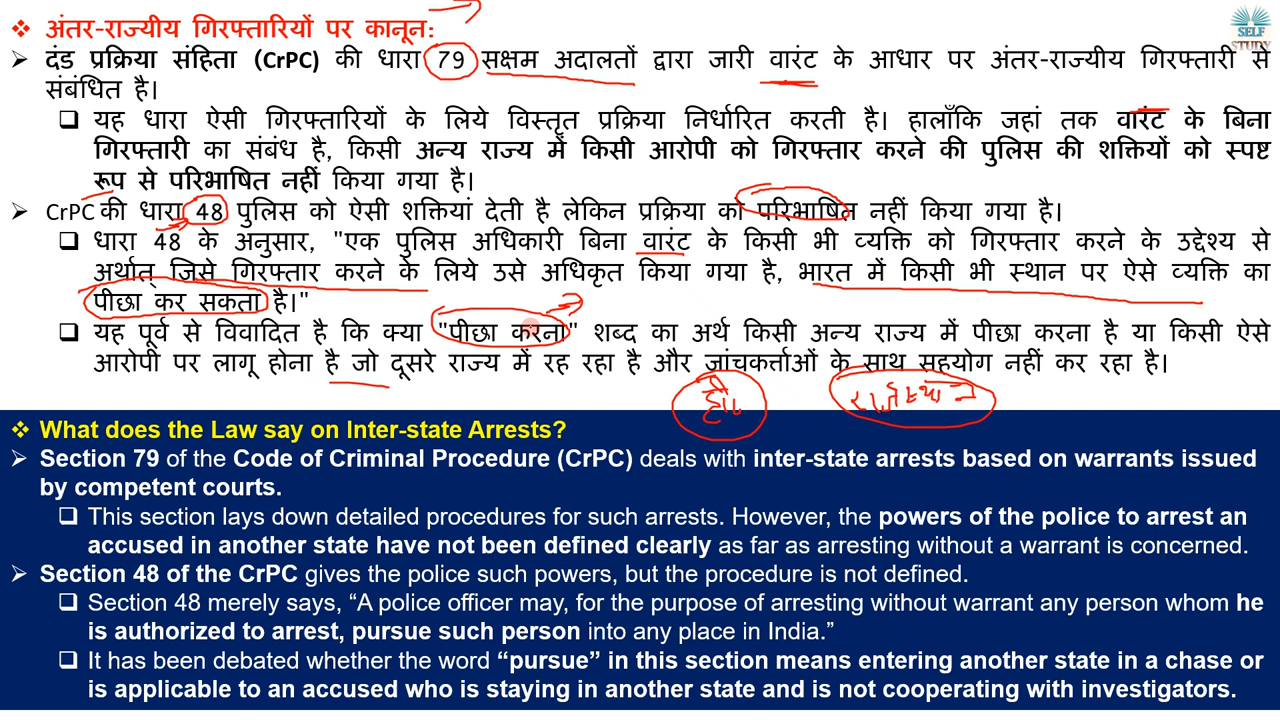 ❖ अंतर-राज्यीय गिरफ्तारियों पर कानून:
SELF
STUDY
➢ दंड प्रक्रिया संहिता (CrPC) की धारा 79 सक्षम अदालतों द्वारा जारी वारंट के आधार पर अंतर-राज्यीय गिरफ्तारी से
संबंधित है।
❑ यह धारा ऐसी गिरफ्तारियों के लिये विस्तृत प्रक्रिया निर्धारित करती है। हालाँकि जहां तक वारंट के बिना
गिरफ्तारी का संबंध है, किसी अन्य राज्य में किसी आरोपी को गिरफ्तार करने की पुलिस की शक्तियों को स्पष्ट
रूप से परिभाषित नहीं किया गया है।
➢ CrPC की धारा 48 पुलिस को ऐसी शक्तियां देती है लेकिन प्रक्रिया को परिभाषित नहीं किया गया है।
❑ धारा 48 के अनुसार, "एक पुलिस अधिकारी बिना वारंट के किसी भी व्यक्ति को गिरफ्तार करने के उद्देश्य से
अर्थात् जिसे गिरफ्तार करने के लिये उसे अधिकृत किया गया है, भारत में किसी भी स्थान पर ऐसे व्यक्ति का
पीछा कर सकता है।"
❑ यह पूर्व से विवादित है कि क्या "पीछा करना" शब्द का अर्थ किसी अन्य राज्य में पीछा करना है या किसी ऐसे
आरोपी पर लागू होना है जो दूसरे राज्य में रह रहा है और जांचकर्त्ताओं के साथ सहयोग नहीं कर रहा है।
❖ What does the Law say on Inter-state Arrests?
➢ Section 79 of the Code of Criminal Procedure (CrPC) deals with inter-state arrests based on warrants issued
by competent courts.
❑ This section lays down detailed procedures for such arrests. However, the powers of the police to arrest an
accused in another state have not been defined clearly as far as arresting without a warrant is concerned.
➢ Section 48 of the CrPC gives the police such powers, but the procedure is not defined.
❑ Section 48 merely says, “A police officer may, for the purpose of arresting without warrant any person whom he
is authorized to arrest, pursue such person into any place in India.”
❑ It has been debated whether the word “pursue” in this section means entering another state in a chase or
is applicable to an accused who is staying in another state and is not cooperating with investigators.